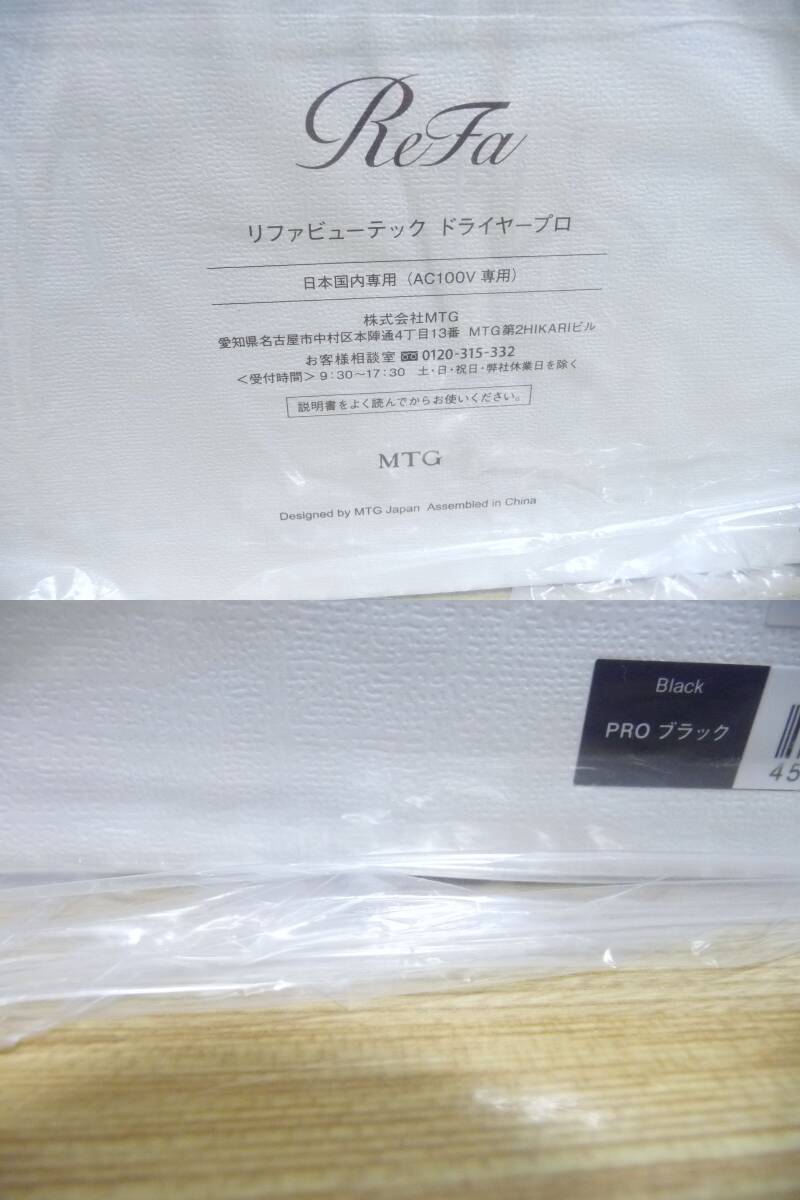 ReFa
リファビューテック ドライヤープロ
日本国内専用（AC100V 専用）
株式会社MTG
愛知県名古屋市中村区本陣通4丁目13番 MTG第2HIKARIビル
お客様相談室 0120-315-332
＜受付時間＞9:30〜17:30 土・日・祝日・弊社休業日を除く
説明書をよく読んでからお使いください。
MTG
Designed by MTG Japan Assembled in China
Black
PRO ブラック
45